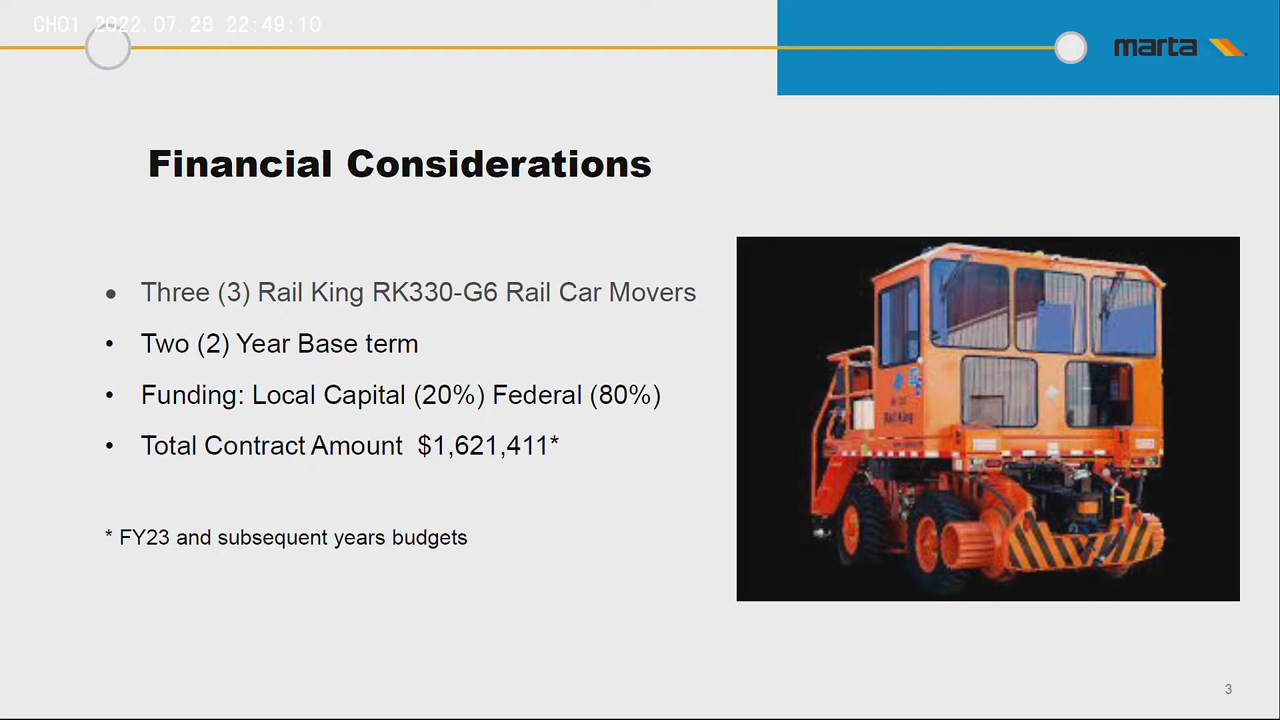 CH01 2022.07.28 22:49:10
marta
Financial Considerations
• Three (3) Rail King RK330-G6 Rail Car Movers
• Two (2) Year Base term
• Funding: Local Capital (20%) Federal (80%)
• Total Contract Amount $1,621,411*
Rail King
* FY23 and subsequent years budgets
3